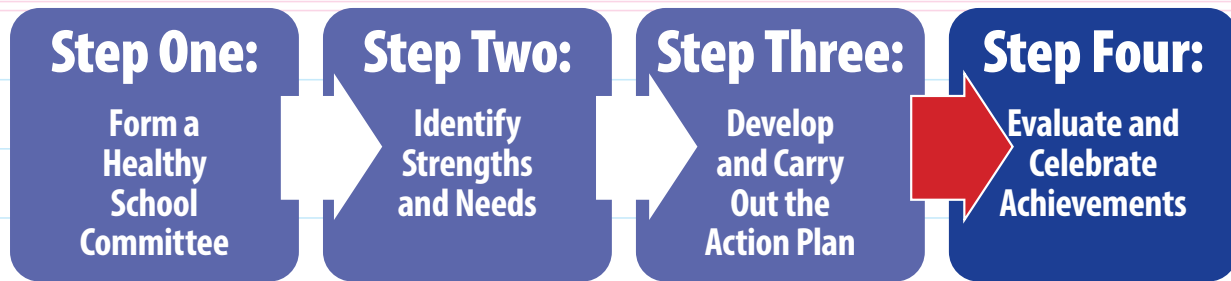 Step One:
Form a
Healthy
School
Committee
Step Two:
Identify
Strengths
and Needs
Step Three:
Develop
and Carry
Out the
Action Plan
Step Four:
Evaluate and
Celebrate
Achievements